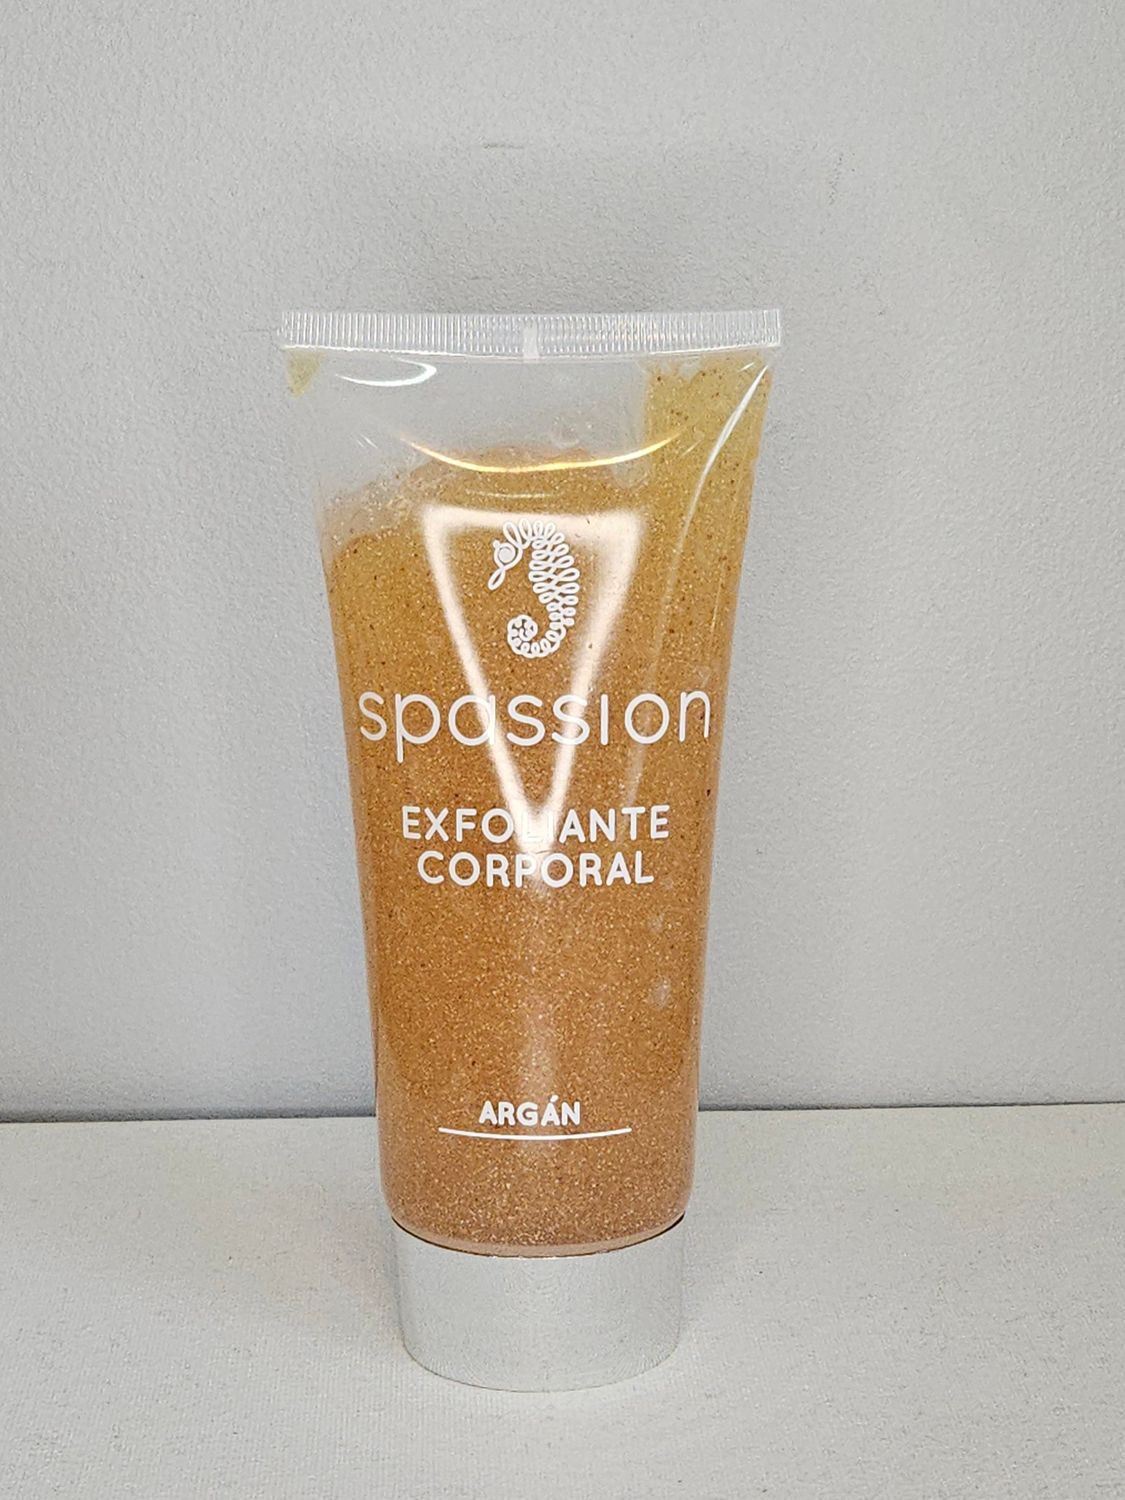 spassion
EXFOLIANTE
CORPORAL
ARGÁN